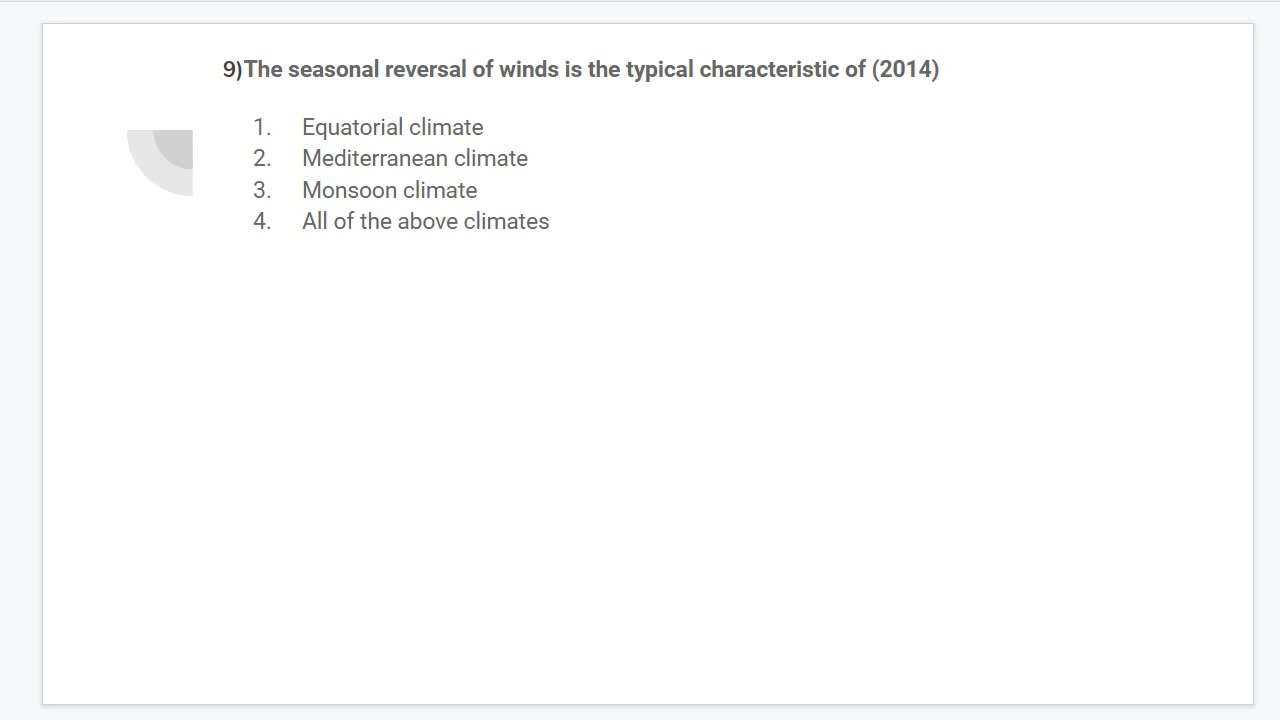 9)The seasonal reversal of winds is the typical characteristic of (2014)
1. Equatorial climate
2. Mediterranean climate
3. Monsoon climate
4. All of the above climates